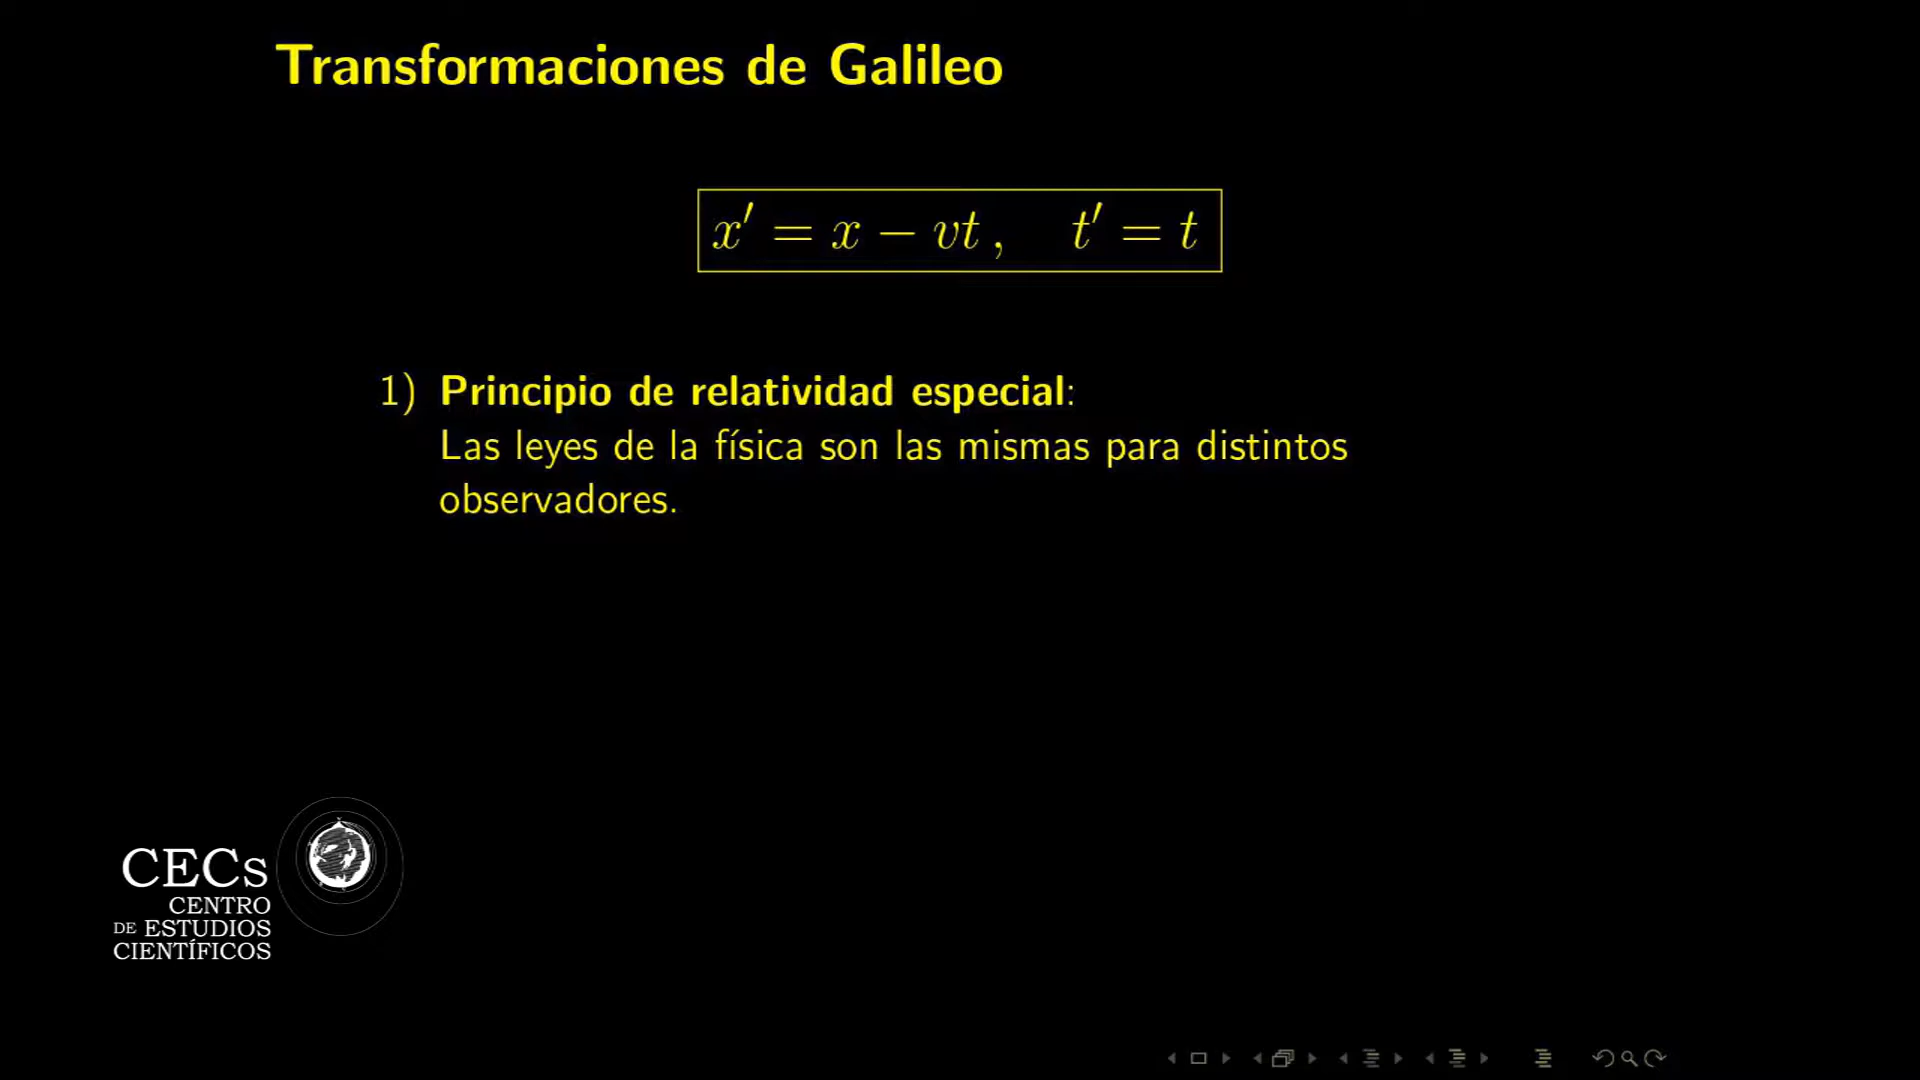 Transformaciones de Galileo
x′ = x − vt ,   t′ = t
1) Principio de relatividad especial:
Las leyes de la física son las mismas para distintos
observadores.
CECs
CENTRO
DE ESTUDIOS
CIENTÍFICOS